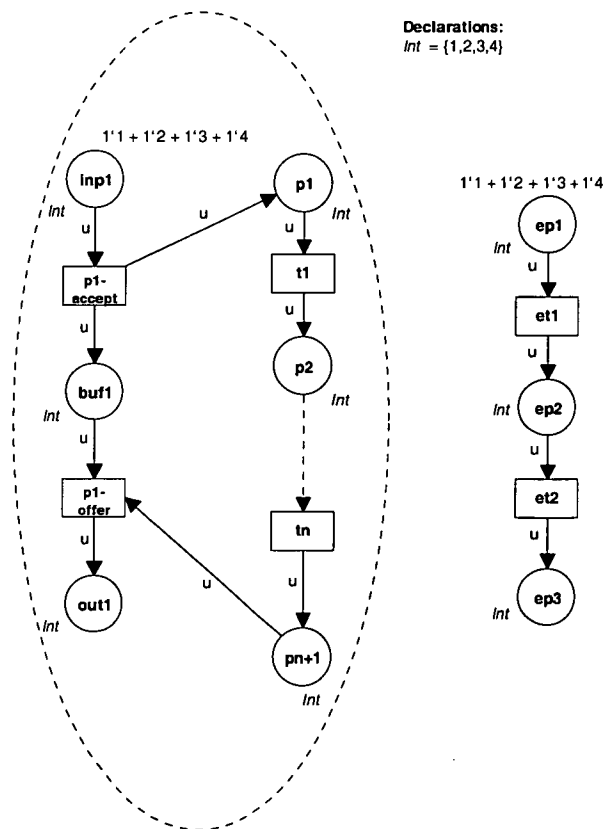 Declarations:
Int = {1,2,3,4}
1'1 + 1'2 + 1'3 + 1'4
inp1
Int
u
p1-
accept
u
u
p1
Int
u
t1
u
p2
Int
buf1
Int
u
p1-
offer
u
out1
Int
tn
u
u
pn+1
Int
1'1 + 1'2 + 1'3 + 1'4
ep1
Int
u
et1
u
ep2
Int
u
et2
u
ep3
Int